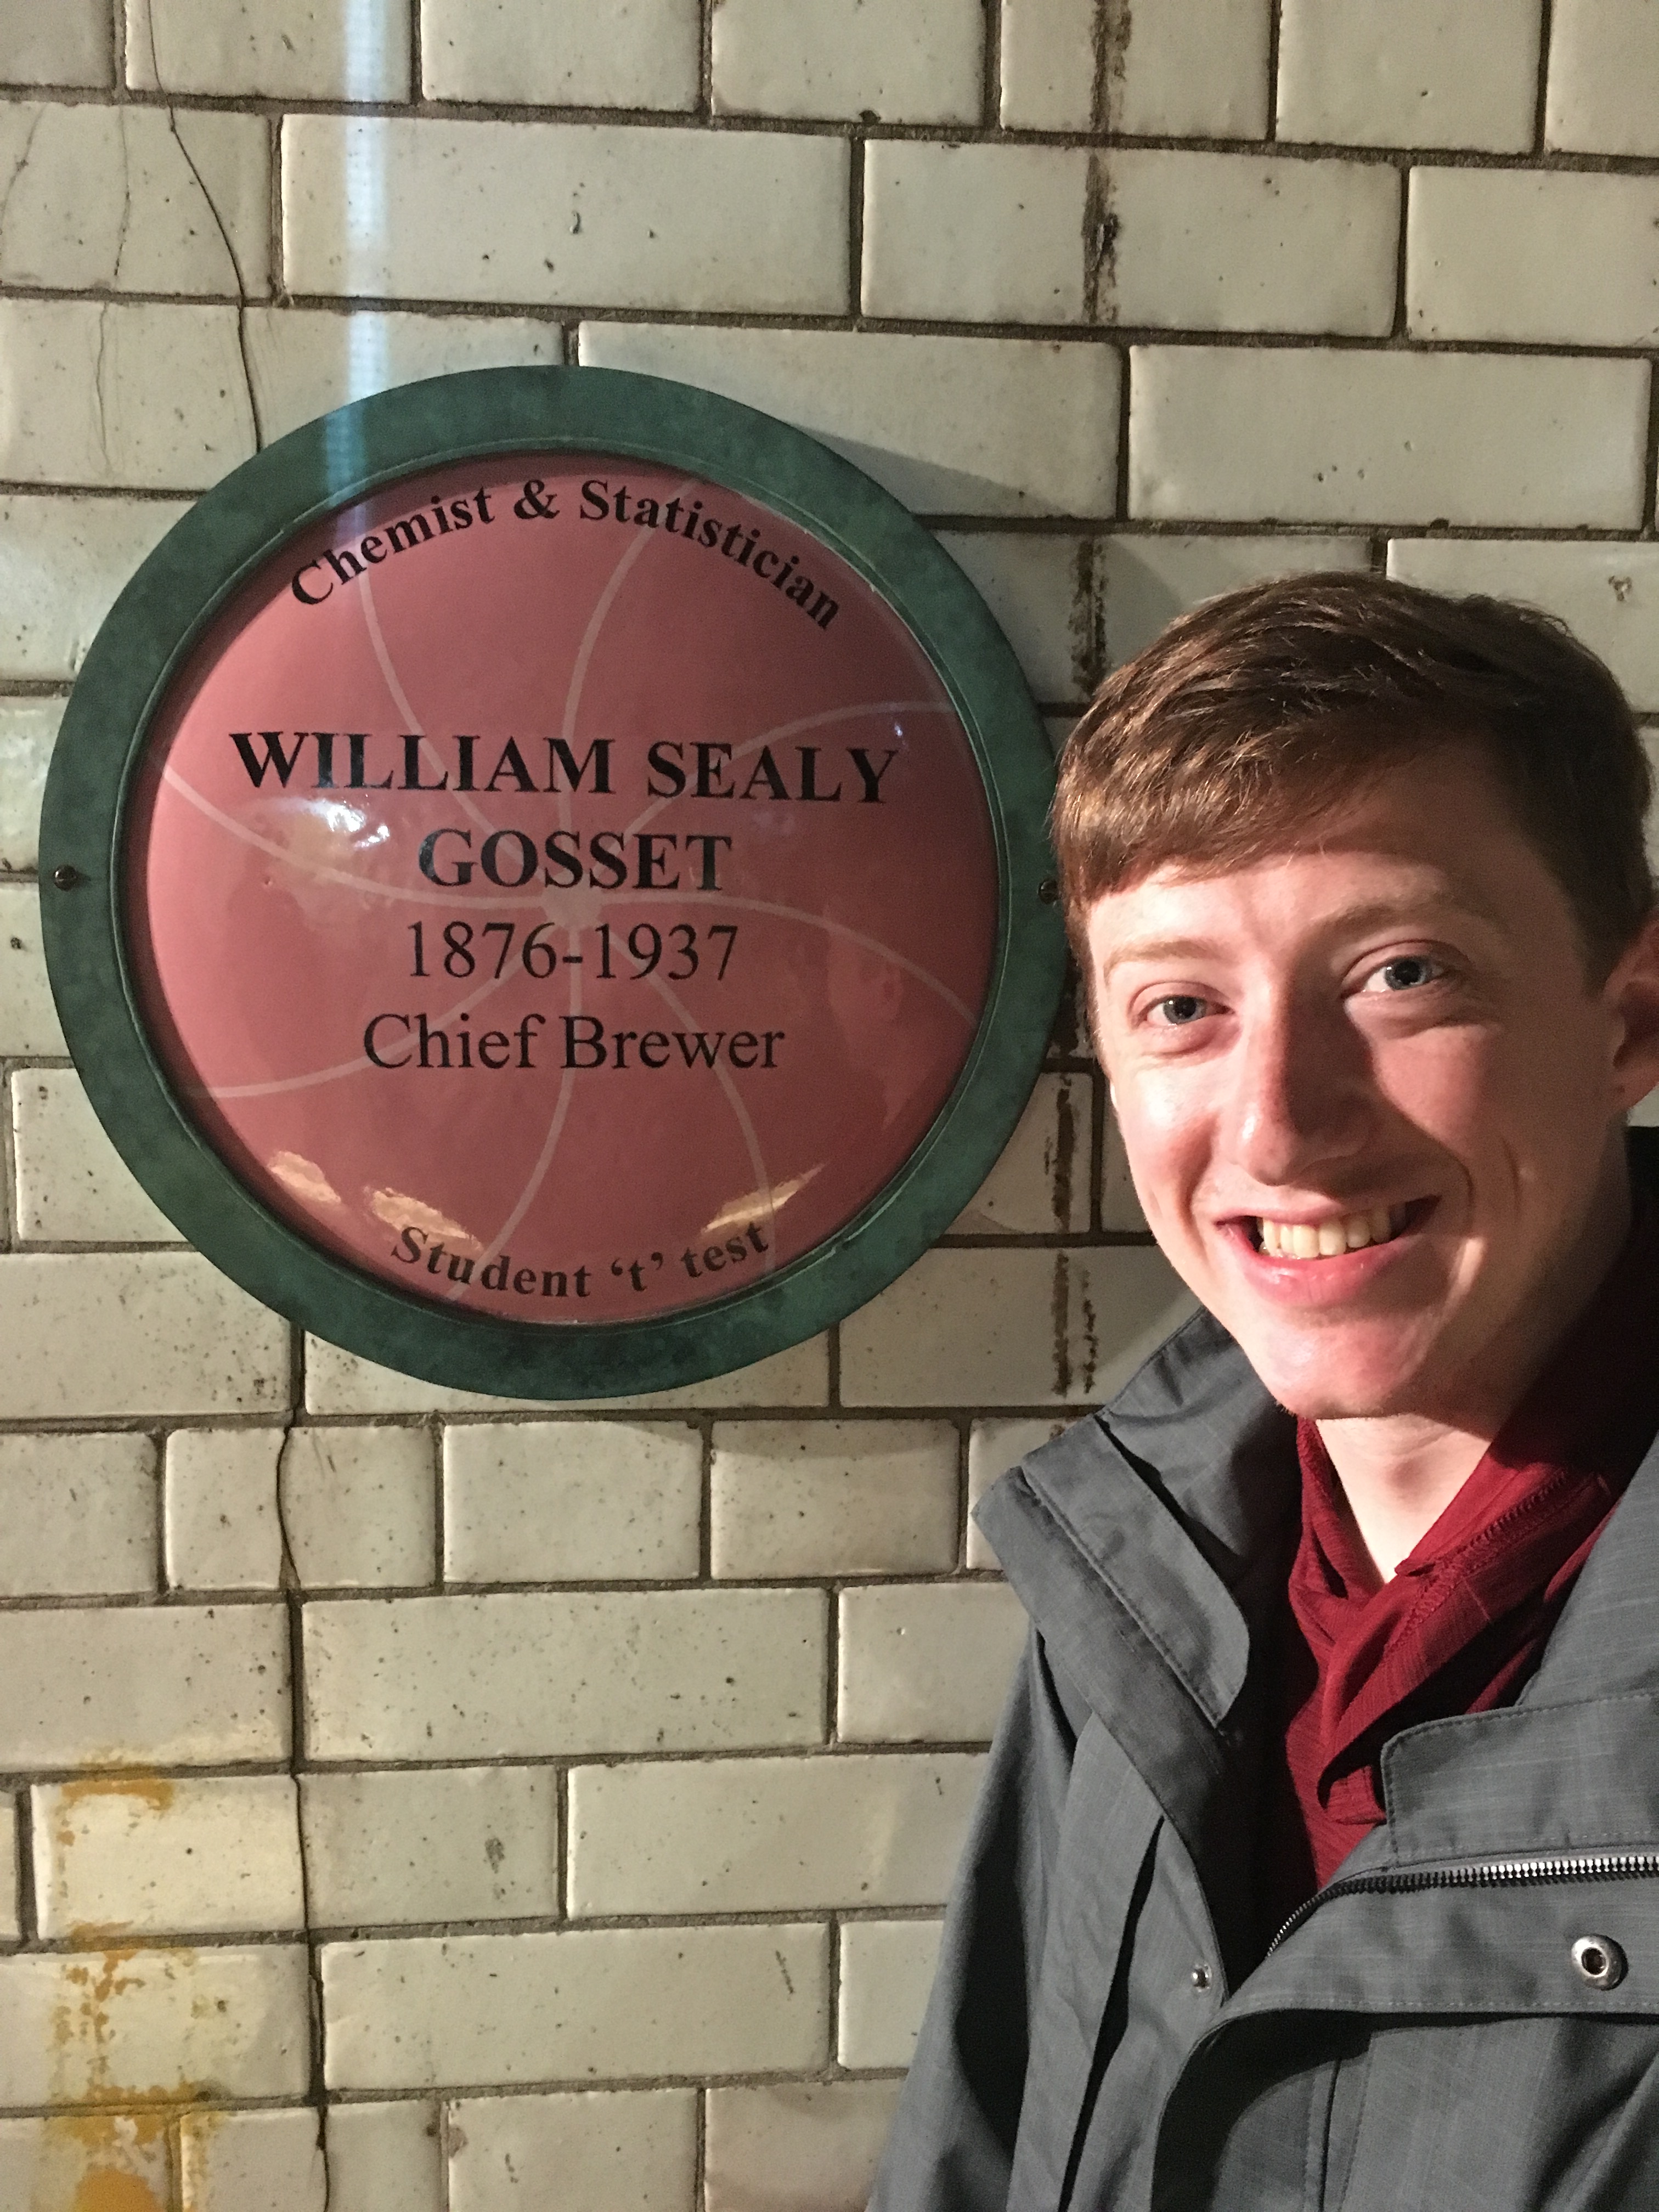 Chemist & Statistician
WILLIAM SEALY
GOSSET
1876-1937
Chief Brewer
Student ‘t’ test